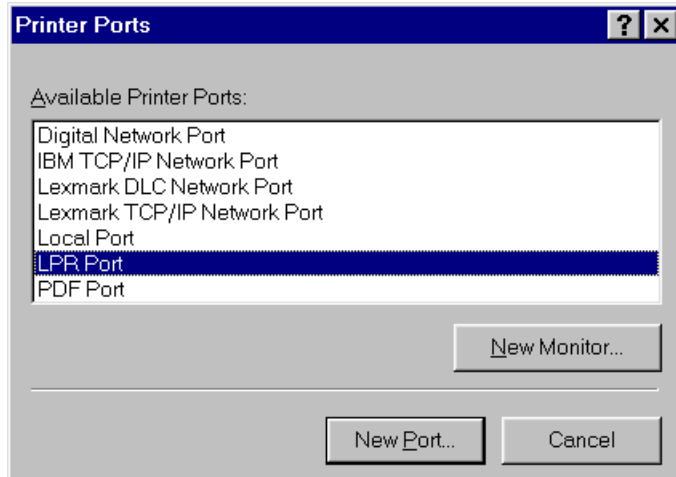 Printer Ports
Available Printer Ports:
Digital Network Port
IBM TCP/IP Network Port
Lexmark DLC Network Port
Lexmark TCP/IP Network Port
Local Port
LPR Port
PDF Port
New Monitor...
New Port...
Cancel